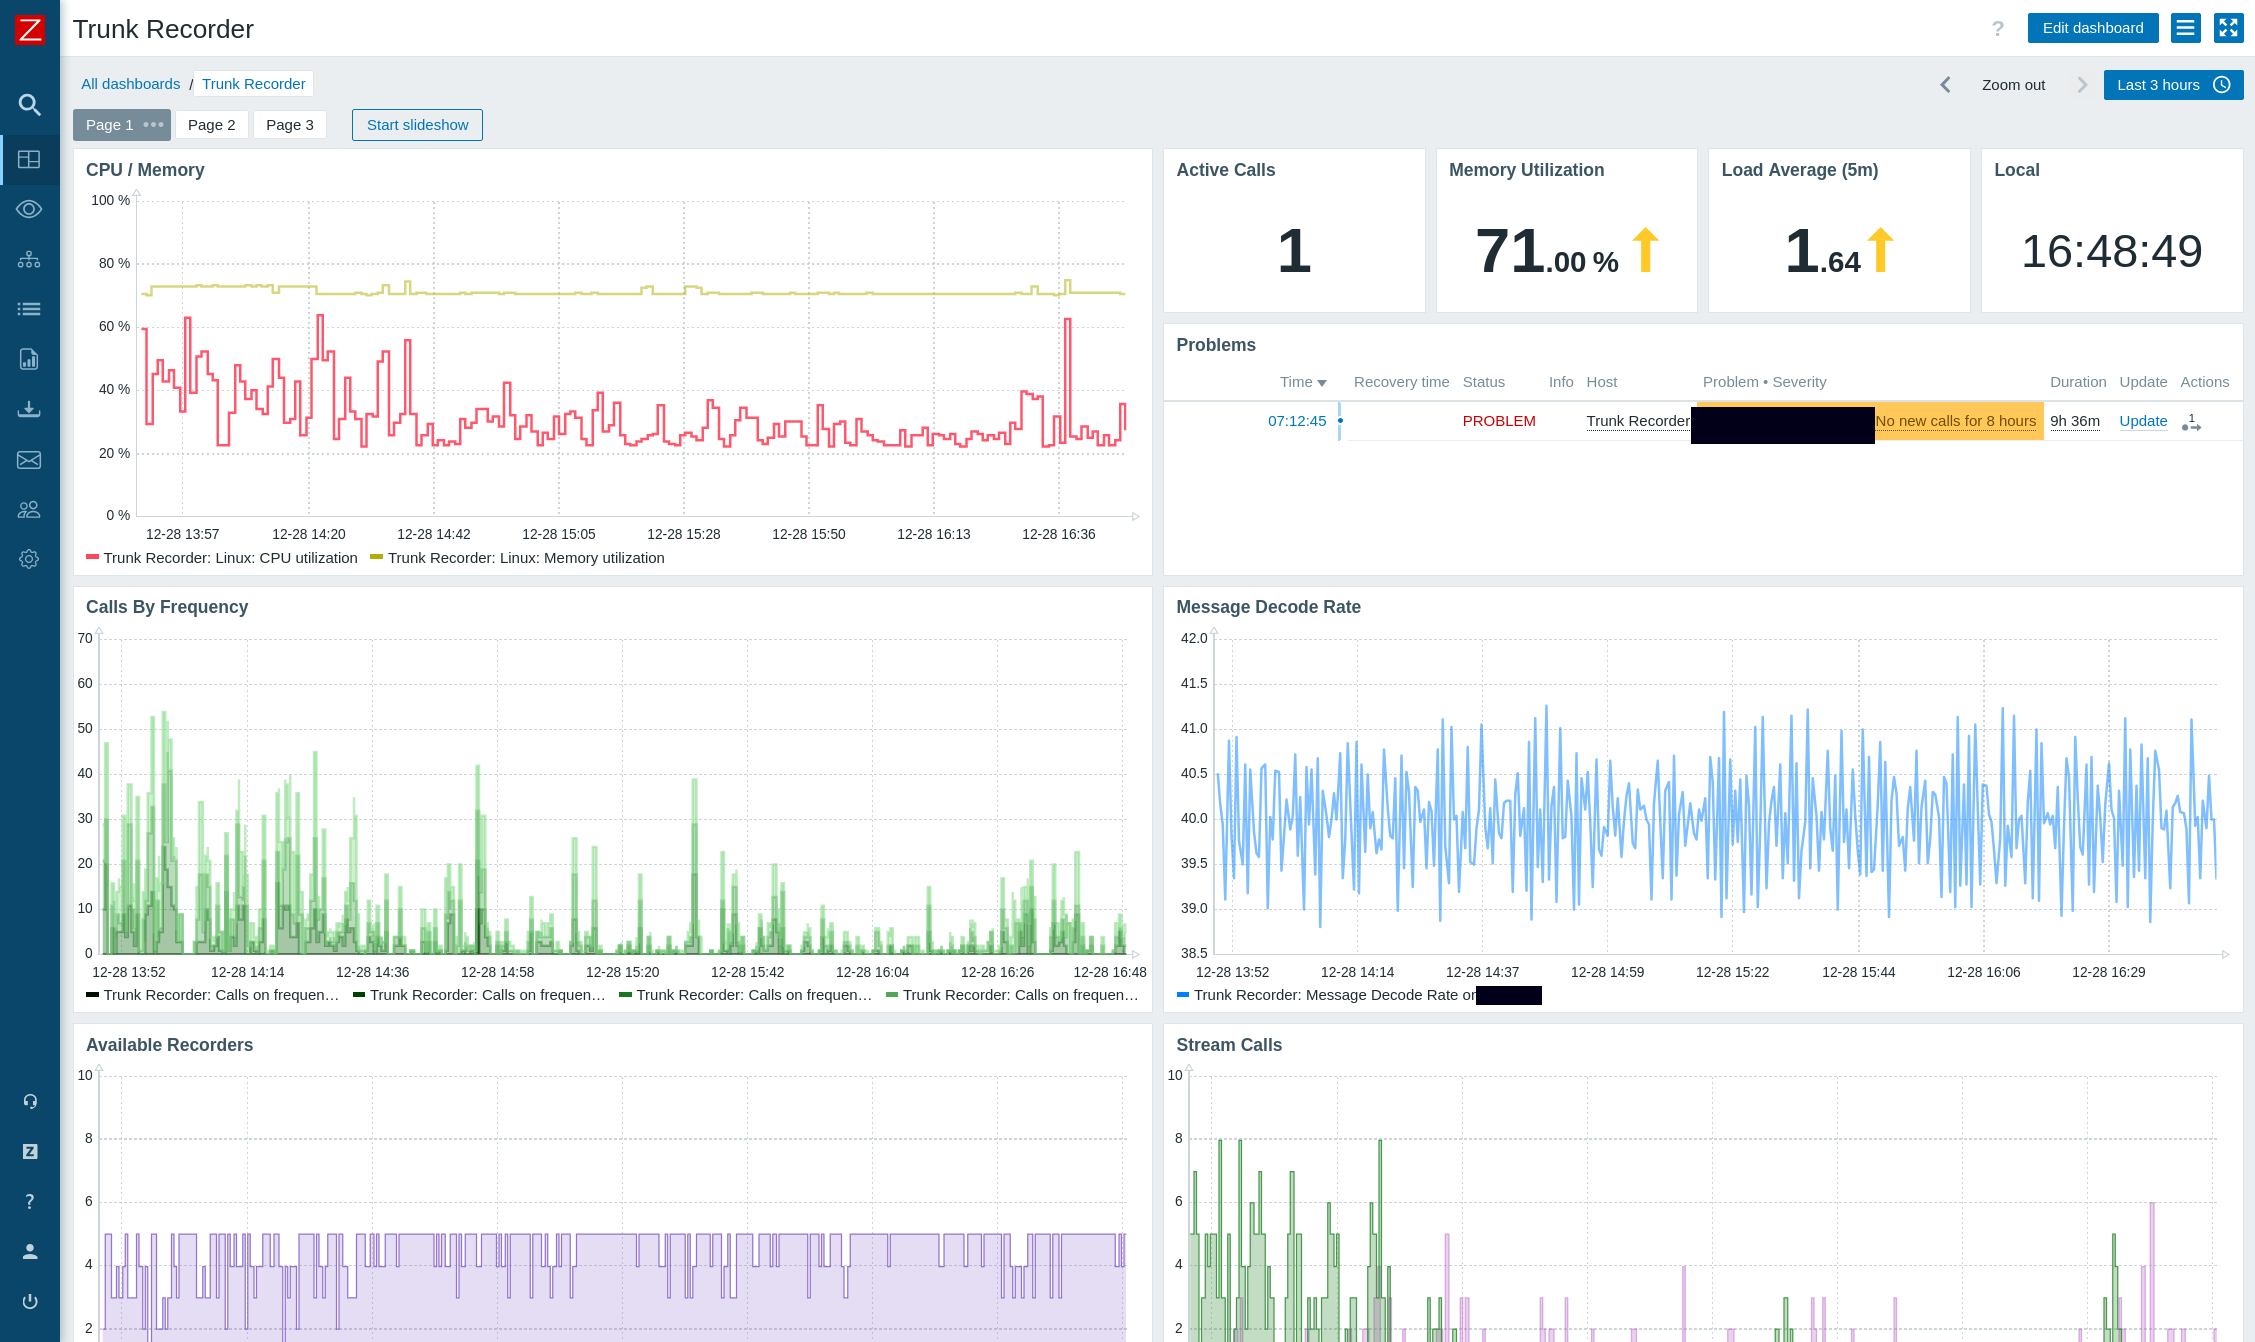 Z
Trunk Recorder
?
Edit dashboard
All dashboards / Trunk Recorder
Zoom out
Last 3 hours
Page 1 •••
Page 2
Page 3
Start slideshow
CPU / Memory
100 %
80 %
60 %
40 %
20 %
0 %
12-28 13:57
12-28 14:20
12-28 14:42
12-28 15:05
12-28 15:28
12-28 15:50
12-28 16:13
12-28 16:36
Trunk Recorder: Linux: CPU utilization
Trunk Recorder: Linux: Memory utilization
Active Calls
1
Memory Utilization
71.00 %
Load Average (5m)
1.64
Local
16:48:49
Problems
Time Recovery time Status Info Host Problem • Severity Duration Update Actions
07:12:45 PROBLEM Trunk Recorder No new calls for 8 hours 9h 36m Update 1
Calls By Frequency
70
60
50
40
30
20
10
0
12-28 13:52
12-28 14:14
12-28 14:36
12-28 14:58
12-28 15:20
12-28 15:42
12-28 16:04
12-28 16:26
12-28 16:48
Trunk Recorder: Calls on frequen…
Trunk Recorder: Calls on frequen…
Trunk Recorder: Calls on frequen…
Trunk Recorder: Calls on frequen…
Message Decode Rate
42.0
41.5
41.0
40.5
40.0
39.5
39.0
38.5
12-28 13:52
12-28 14:14
12-28 14:37
12-28 14:59
12-28 15:22
12-28 15:44
12-28 16:06
12-28 16:29
Trunk Recorder: Message Decode Rate on
Available Recorders
10
8
6
4
2
Stream Calls
10
8
6
4
2
Z
?